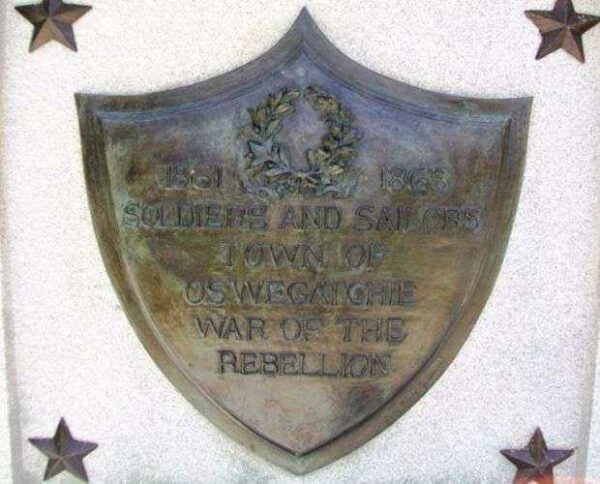 1861 1865
SOLDIERS AND SAILORS
TOWN OF
OSWEGATCHIE
WAR OF THE
REBELLION